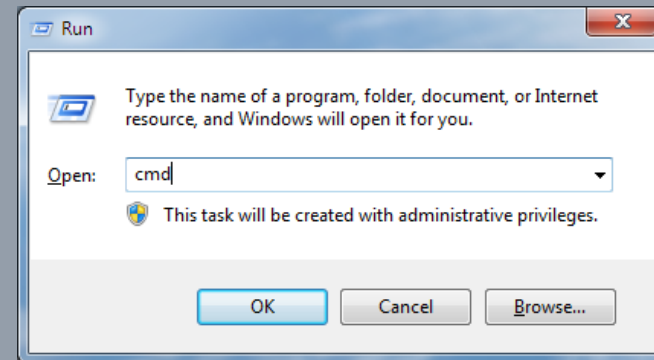 Run
Type the name of a program, folder, document, or Internet
resource, and Windows will open it for you.
Open: cmd
This task will be created with administrative privileges.
OK Cancel Browse...